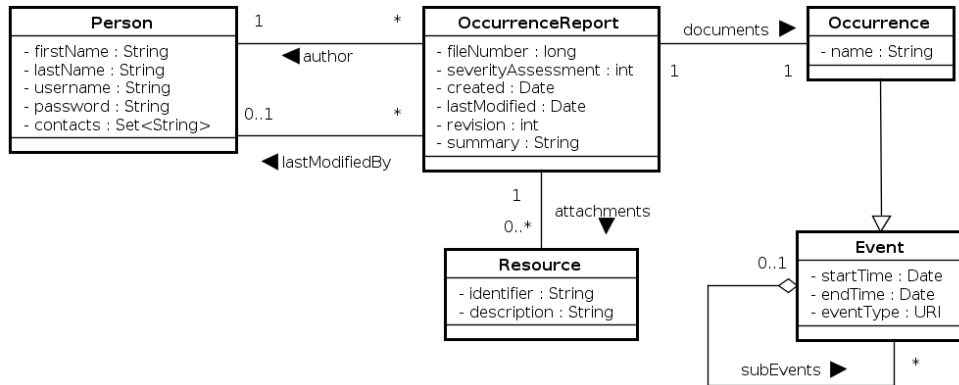 Person
- firstName : String
- lastName : String
- username : String
- password : String
- contacts : Set<String>
1
*
◀author
0..1
*
◀lastModifiedBy
OccurrenceReport
- fileNumber : long
- severityAssessment : int
- created : Date
- lastModified : Date
- revision : int
- summary : String
documents ▶
1
1
Occurrence
- name : String
1
attachments
▼
0..*
Resource
- identifier : String
- description : String
Event
- startTime : Date
- endTime : Date
- eventType : URI
0..1
subEvents ▶
*